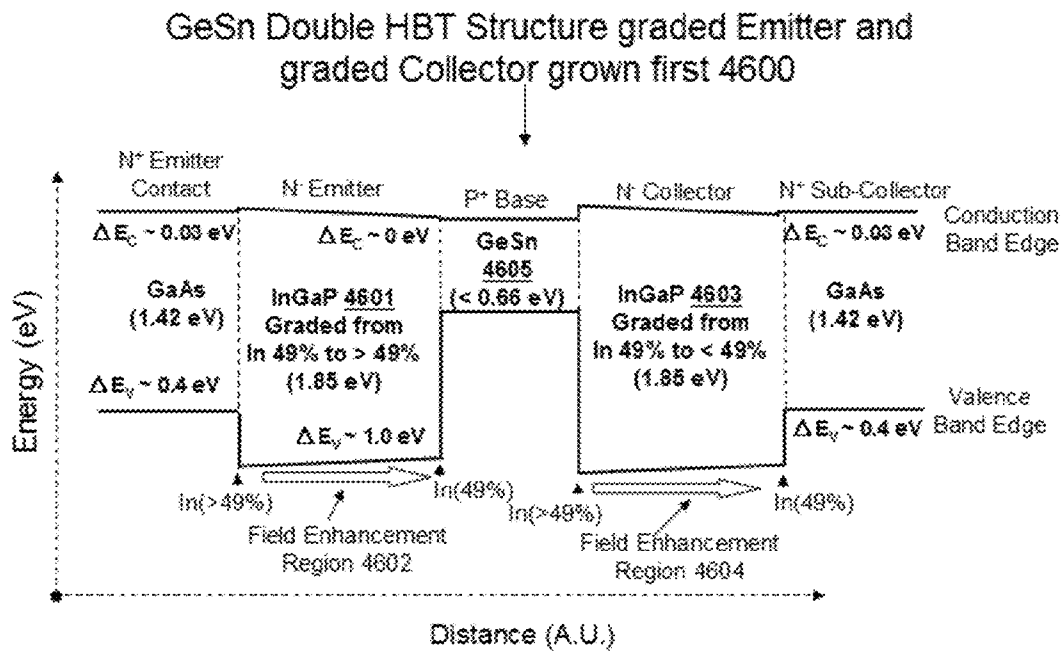 GeSn Double HBT Structure graded Emitter and
graded Collector grown first 4600
N+ Emitter
Contact
N- Emitter
P+ Base
N- Collector
N+ Sub-Collector
Conduction
Band Edge
ΔEC ~ 0.03 eV
ΔEC ~ 0 eV
GeSn
4605
(< 0.66 eV)
ΔEC ~ 0.03 eV
GaAs
(1.42 eV)
InGaP 4601
Graded from
In 49% to > 49%
(1.85 eV)
InGaP 4603
Graded from
In 49% to < 49%
(1.85 eV)
GaAs
(1.42 eV)
ΔEV ~ 0.4 eV
ΔEV ~ 1.0 eV
ΔEV ~ 0.4 eV
Valence
Band Edge
In(>49%)
In(49%)
In(>49%)
In(49%)
Field Enhancement
Region 4602
Field Enhancement
Region 4604
Energy (eV)
Distance (A.U.)